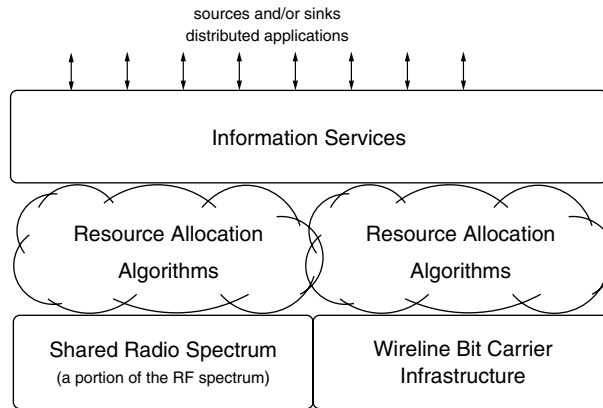 sources and/or sinks
distributed applications
Information Services
Resource Allocation
Algorithms
Resource Allocation
Algorithms
Shared Radio Spectrum
(a portion of the RF spectrum)
Wireline Bit Carrier
Infrastructure